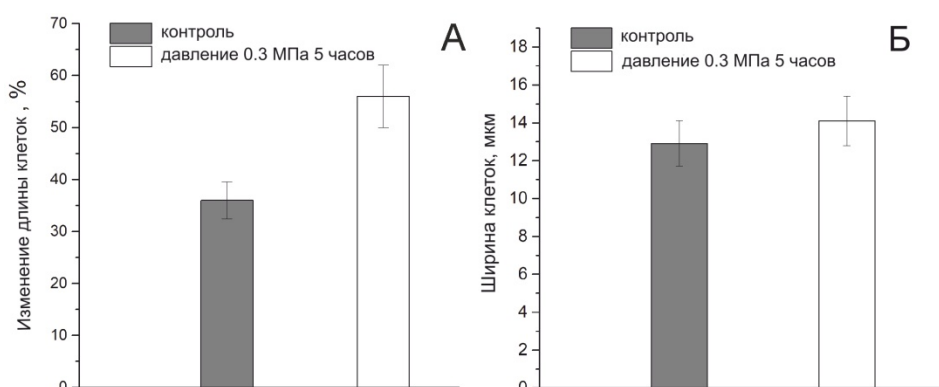 70
60
50
40
30
20
10
0
Изменение длины клеток , %
контроль
давление 0.3 МПа 5 часов
А
18
16
14
12
10
8
6
4
2
0
Ширина клеток, мкм
контроль
давление 0.3 МПа 5 часов
Б